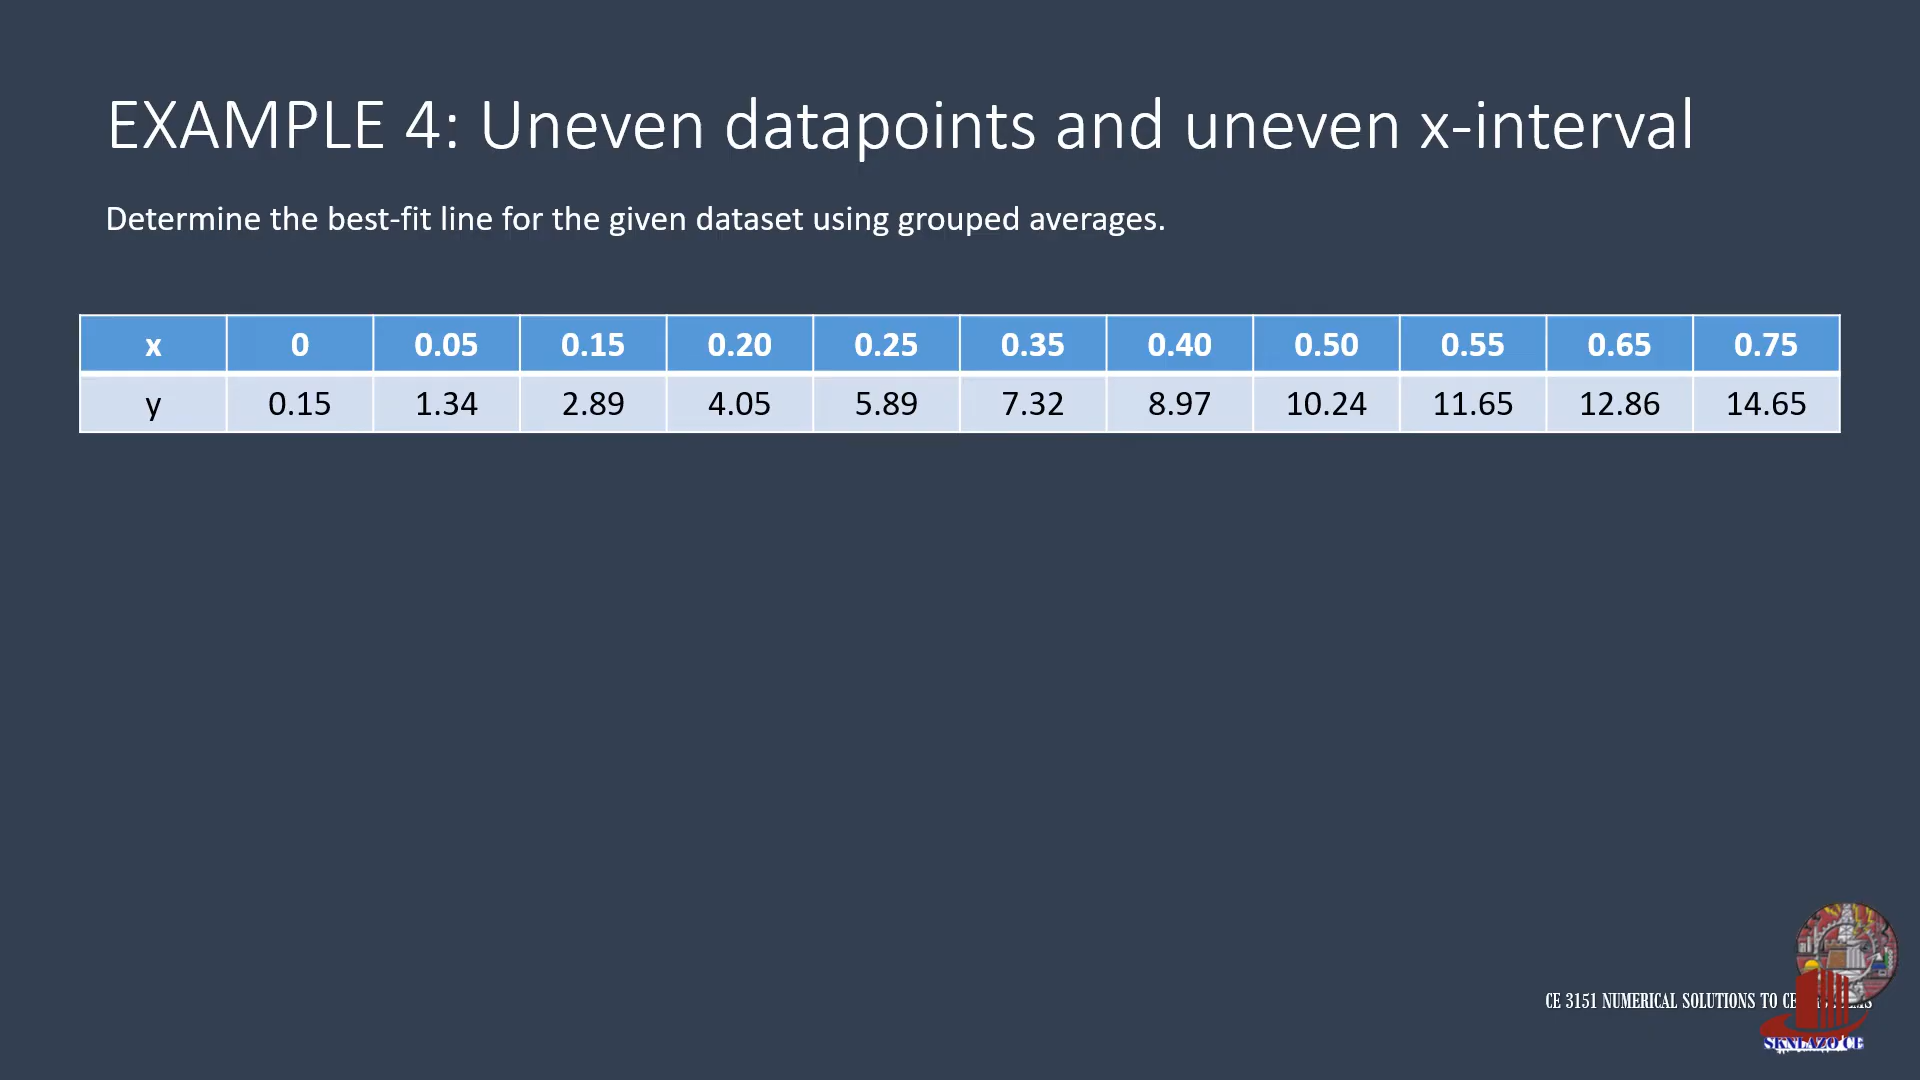 EXAMPLE 4: Uneven datapoints and uneven x-interval
Determine the best-fit line for the given dataset using grouped averages.
x 0 0.05 0.15 0.20 0.25 0.35 0.40 0.50 0.55 0.65 0.75
y 0.15 1.34 2.89 4.05 5.89 7.32 8.97 10.24 11.65 12.86 14.65
CE 3151 NUMERICAL SOLUTIONS TO CE